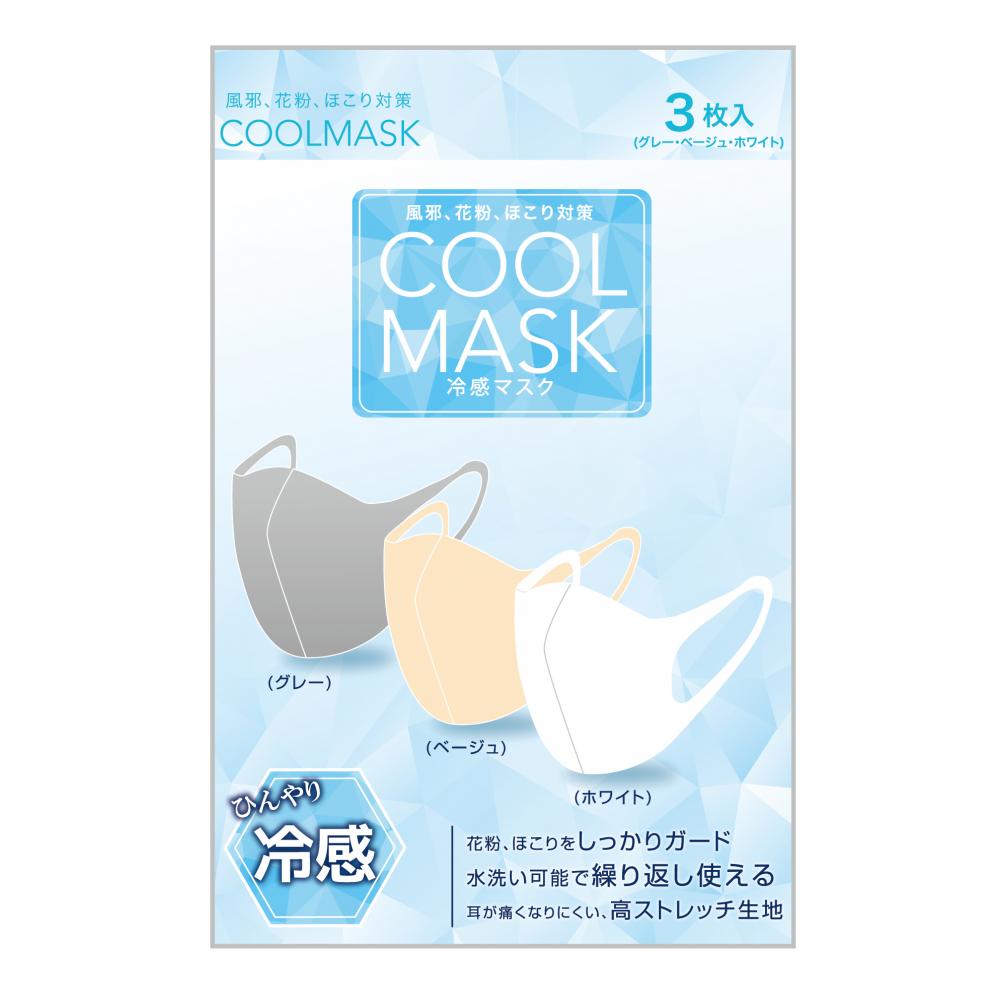 風邪、花粉、ほこり対策
COOLMASK
3枚入
(グレー・ベージュ・ホワイト)
風邪、花粉、ほこり対策
COOL
MASK
冷感マスク
(グレー)
(ベージュ)
(ホワイト)
ひんやり
冷感
花粉、ほこりをしっかりガード
水洗い可能で繰り返し使える
耳が痛くなりにくい、高ストレッチ生地